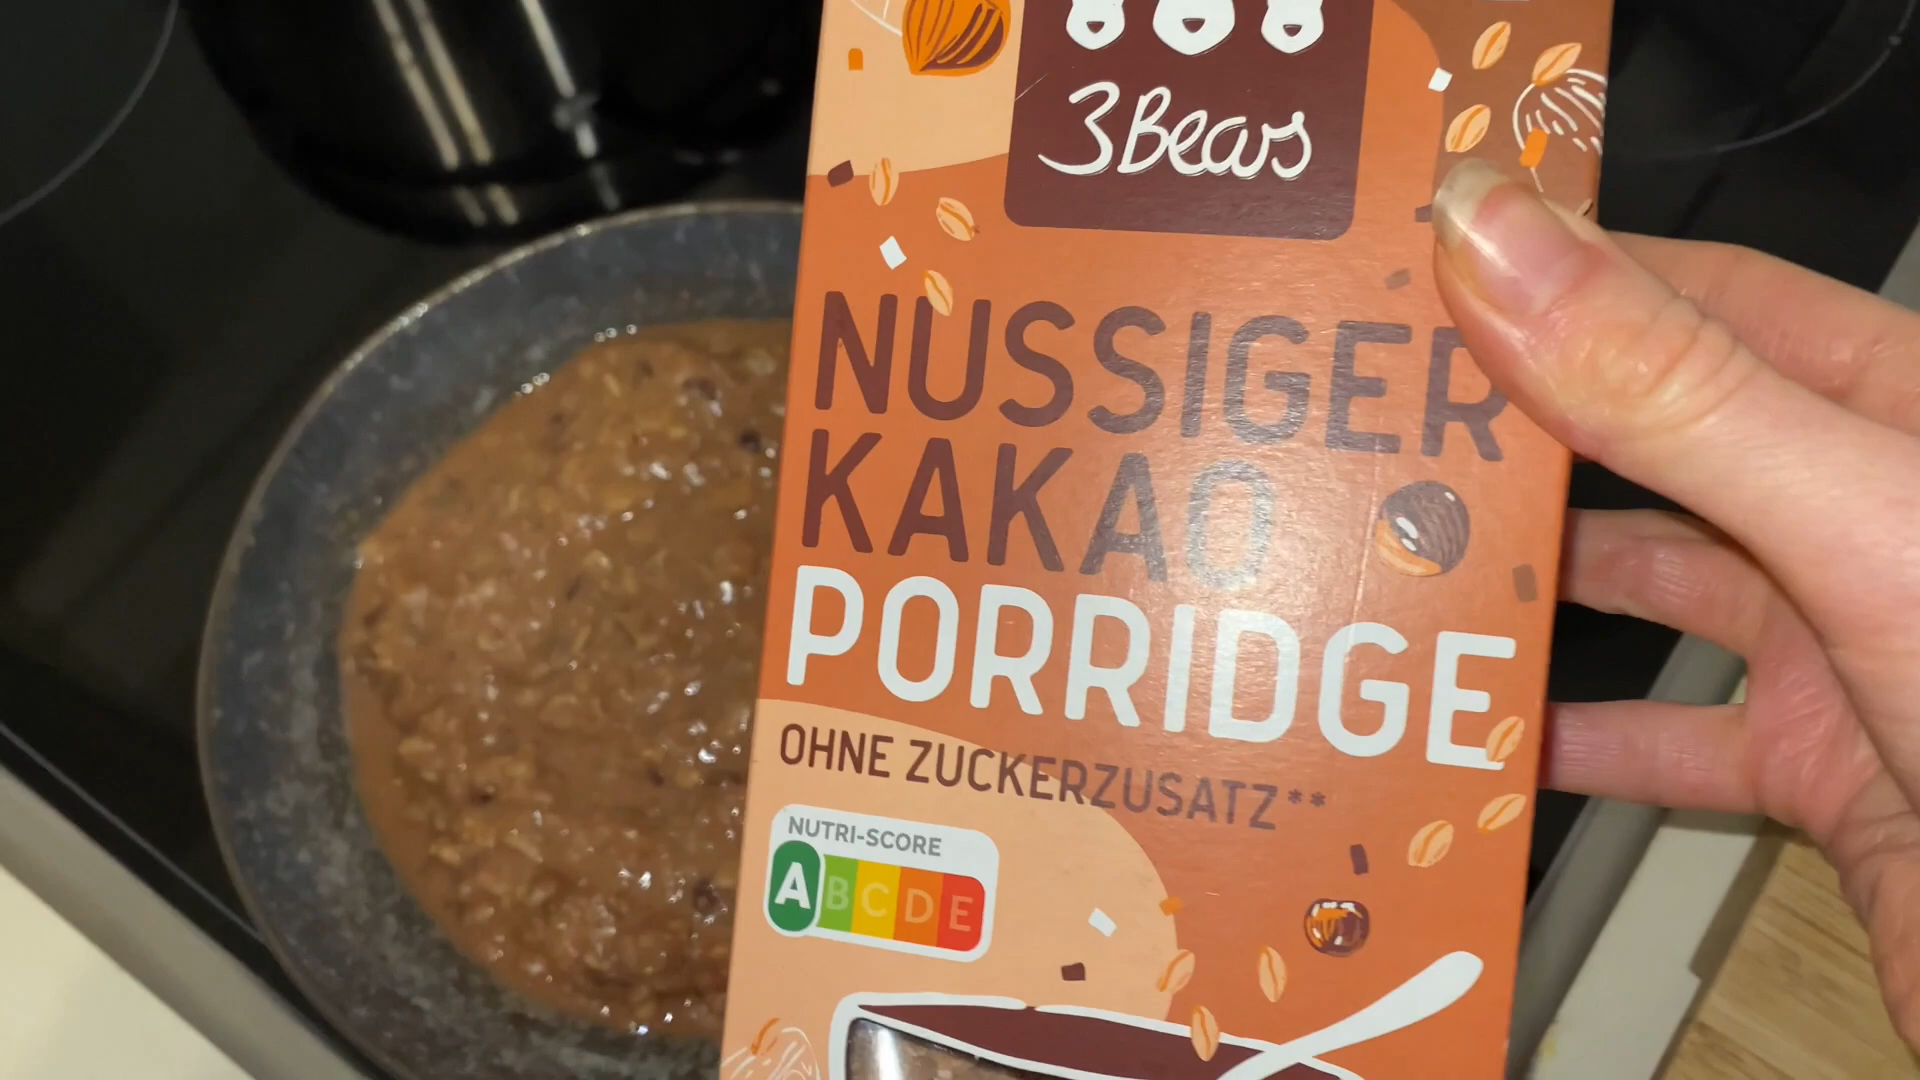 3Bears
NUSSIGER
KAKAO
PORRIDGE
OHNE ZUCKERZUSATZ**
NUTRI-SCORE
A B C D E